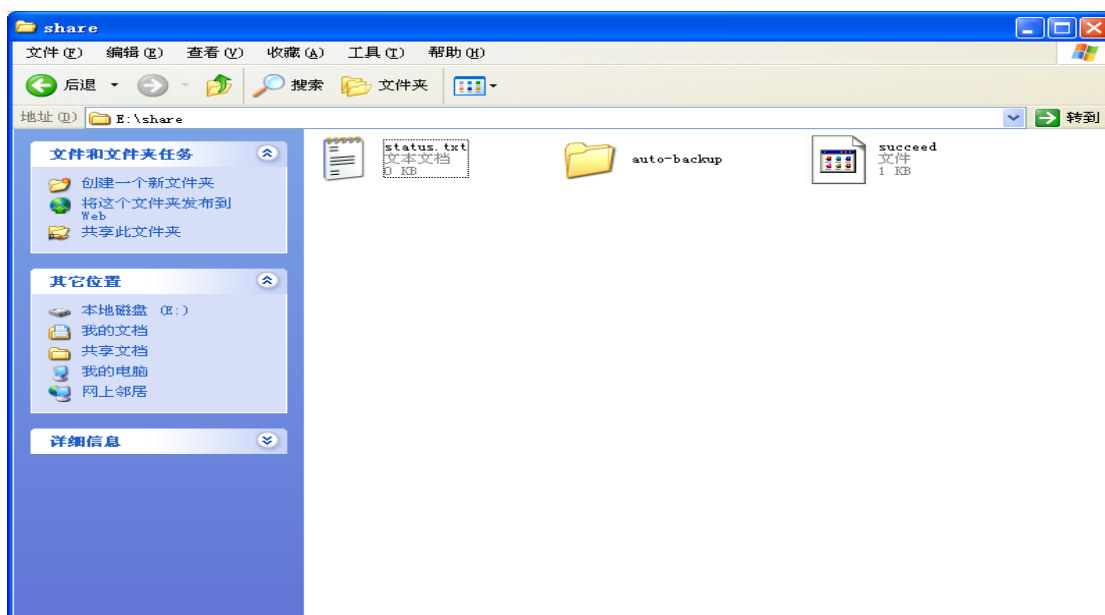 share
文件(F) 编辑(E) 查看(V) 收藏(A) 工具(T) 帮助(H)
后退 搜索 文件夹
地址(D) E:\share 转到
文件和文件夹任务
创建一个新文件夹
将这个文件夹发布到
Web
共享此文件夹
其它位置
本地磁盘 (E:)
我的文档
共享文档
我的电脑
网上邻居
详细信息
status.txt
文本文档
0 KB
auto-backup
succeed
文件
1 KB